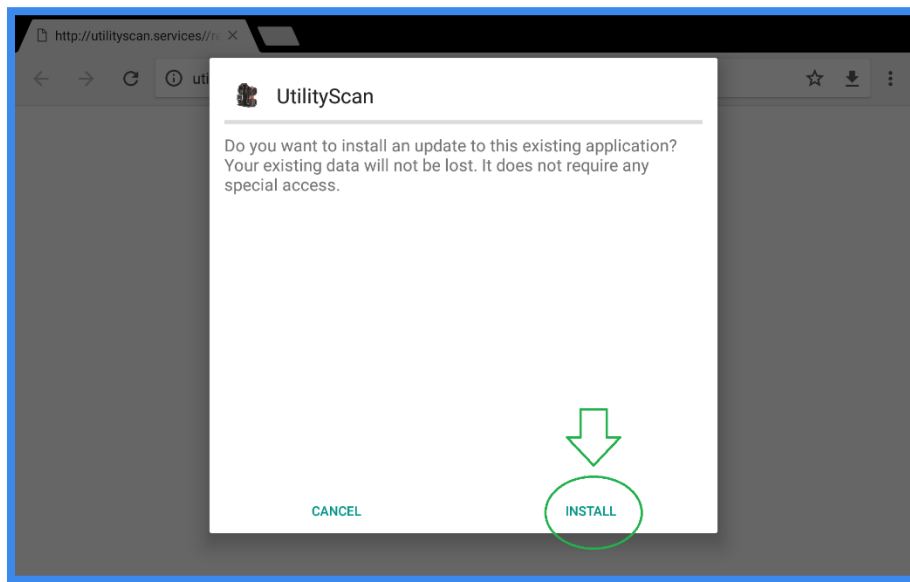 http://utilityscan.services//re
uti
UtilityScan
Do you want to install an update to this existing application?
Your existing data will not be lost. It does not require any
special access.
CANCEL
INSTALL